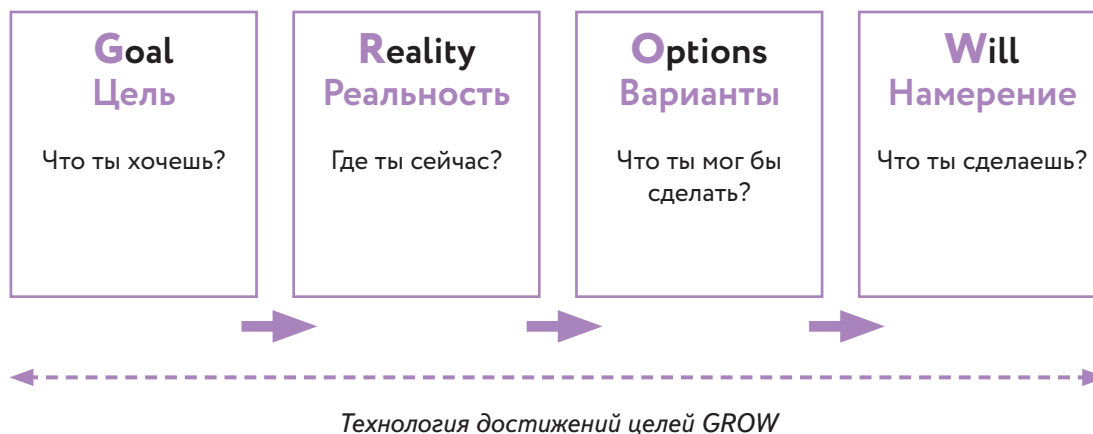 Goal
Цель
Что ты хочешь?
Reality
Реальность
Где ты сейчас?
Options
Варианты
Что ты мог бы
сделать?
Will
Намерение
Что ты сделаешь?
Технология достижений целей GROW